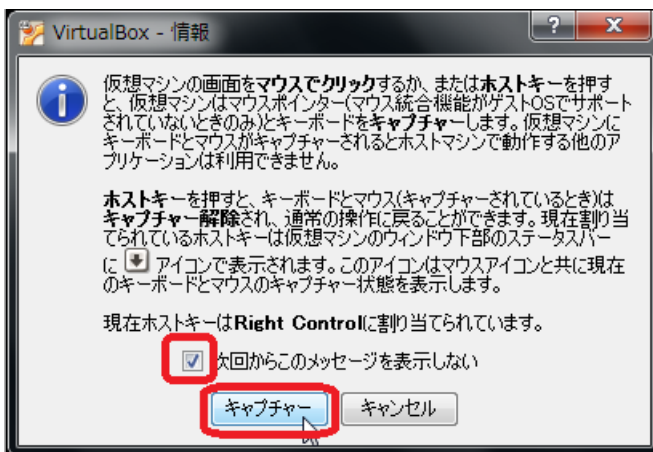 VirtualBox - 情報
仮想マシンの画面をマウスでクリックするか、またはホストキーを押す
と、仮想マシンはマウスポインター(マウス統合機能がゲストOSでサポート
されていないときのみ)とキーボードをキャプチャーします。仮想マシンに
キーボードとマウスがキャプチャーされるとホストマシンで動作する他のア
プリケーションは利用できません。
ホストキーを押すと、キーボードとマウス(キャプチャーされているとき)は
キャプチャー解除され、通常の操作に戻ることができます。現在割り当
てられているホストキーは仮想マシンのウィンドウ下部のステータスバー
に アイコンで表示されます。このアイコンはマウスアイコンと共に現在
のキーボードとマウスのキャプチャー状態を表示します。
現在ホストキーはRight Controlに割り当てられています。
次回からこのメッセージを表示しない
キャプチャー キャンセル